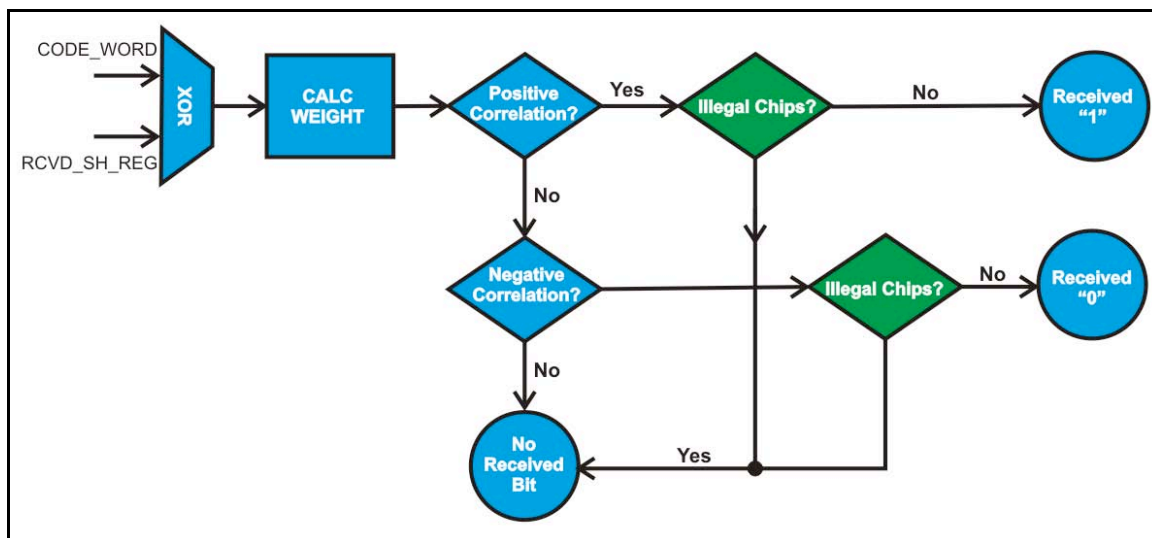 CODE_WORD
RCVD_SH_REG
XOR
CALC
WEIGHT
Positive
Correlation?
Yes
Illegal Chips?
No
Received
“1”
No
Negative
Correlation?
Illegal Chips?
No
Received
“0”
No
No
Received
Bit
Yes